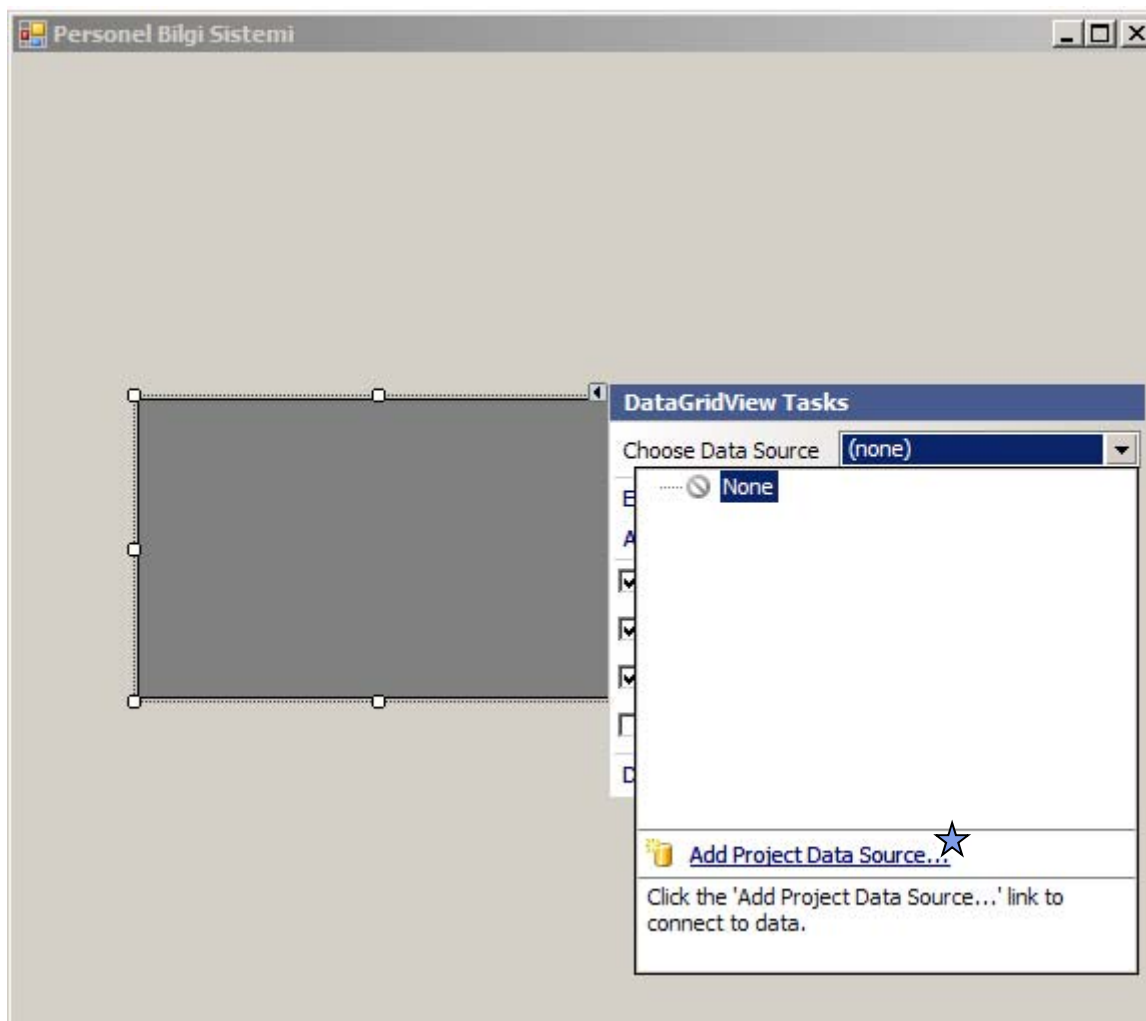 Personel Bilgi Sistemi
DataGridView Tasks
Choose Data Source (none)
None
E
A
D
Add Project Data Source...
Click the 'Add Project Data Source...' link to
connect to data.